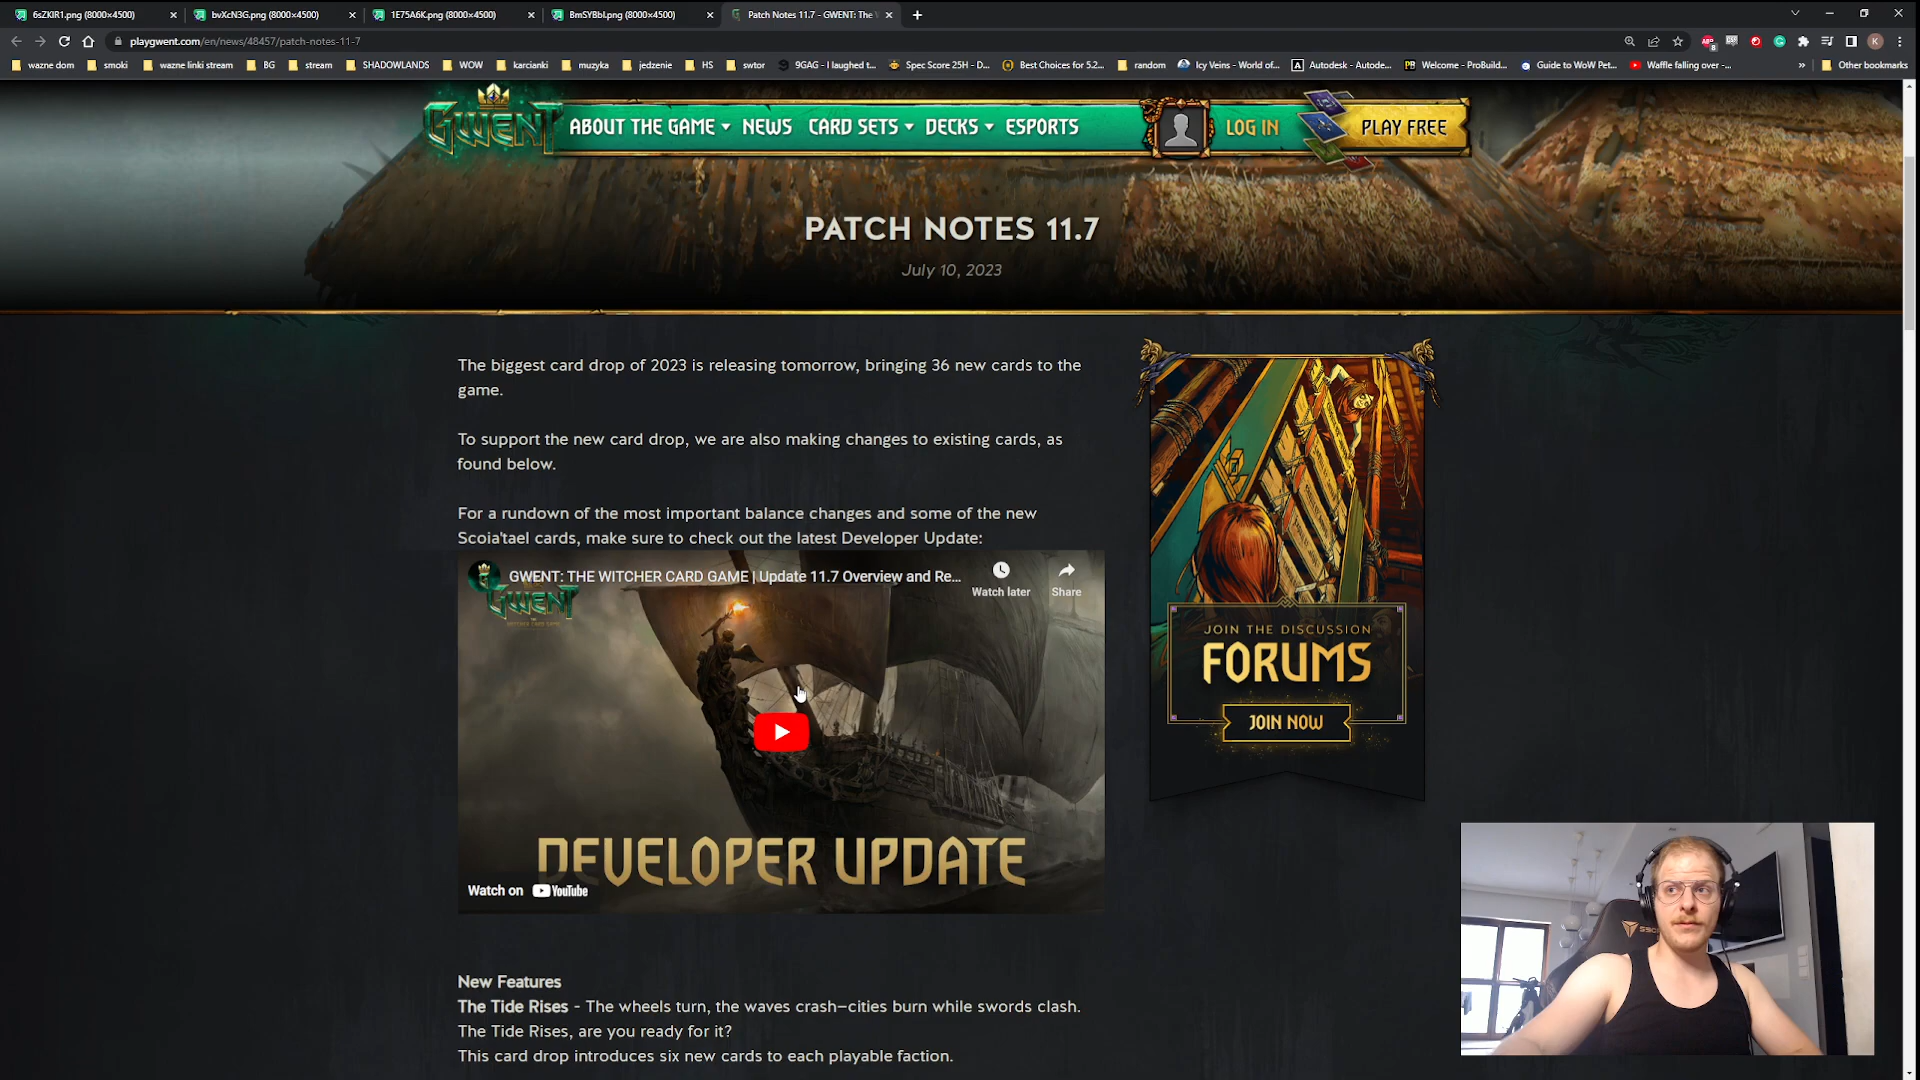 6sZKIR1.png (8000×4500)
bvXcN3G.png (8000×4500)
1E75A6K.png (8000×4500)
BmSYBbl.png (8000×4500)
Patch Notes 11.7 - GWENT: The W
playgwent.com/en/news/48457/patch-notes-11-7
wazne dom
smoki
wazne linki stream
BG
stream
SHADOWLANDS
WOW
karcianki
muzyka
jedzenie
HS
swtor
9GAG - I laughed t...
Spec Score 25H - D...
Best Choices for 5.2...
random
Icy Veins - World of...
Autodesk - Autode...
Welcome - ProBuild...
Guide to WoW Pet...
Waffle falling over -...
»
Other bookmarks
GWENT
ABOUT THE GAME
NEWS
CARD SETS
DECKS
ESPORTS
LOG IN
PLAY FREE
PATCH NOTES 11.7
July 10, 2023
The biggest card drop of 2023 is releasing tomorrow, bringing 36 new cards to the
game.
To support the new card drop, we are also making changes to existing cards, as
found below.
For a rundown of the most important balance changes and some of the new
Scoia'tael cards, make sure to check out the latest Developer Update:
GWENT: THE WITCHER CARD GAME | Update 11.7 Overview and Re...
Watch later
Share
GWENT
DEVELOPER UPDATE
Watch on YouTube
JOIN THE DISCUSSION
FORUMS
JOIN NOW
New Features
The Tide Rises - The wheels turn, the waves crash—cities burn while swords clash.
The Tide Rises, are you ready for it?
This card drop introduces six new cards to each playable faction.